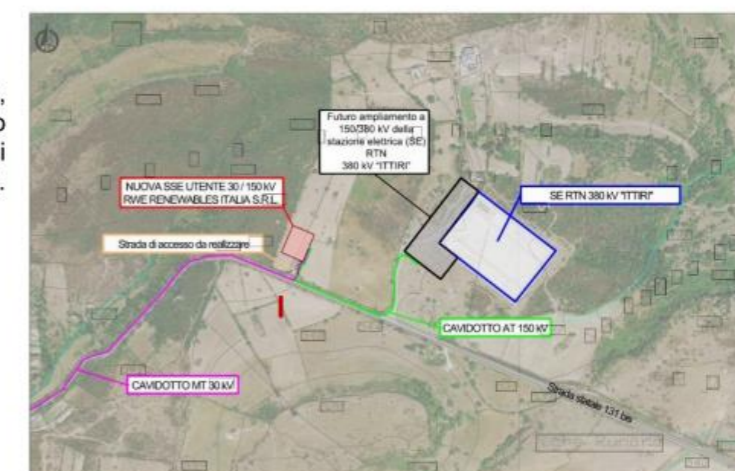 Futuro ampliamento a
150/380 kV della
stazione elettrica (SE)
RTN
380 kV "ITTIRI"
NUOVA SSE UTENTE 30 / 150 kV
RWE RENEWABLES ITALIA S.R.L.
SE RTN 380 kV "ITTIRI"
Strada di accesso da realizzare
CAVIDOTTO AT 150 kV
CAVIDOTTO MT 30 kV
Strada statale 131 bis